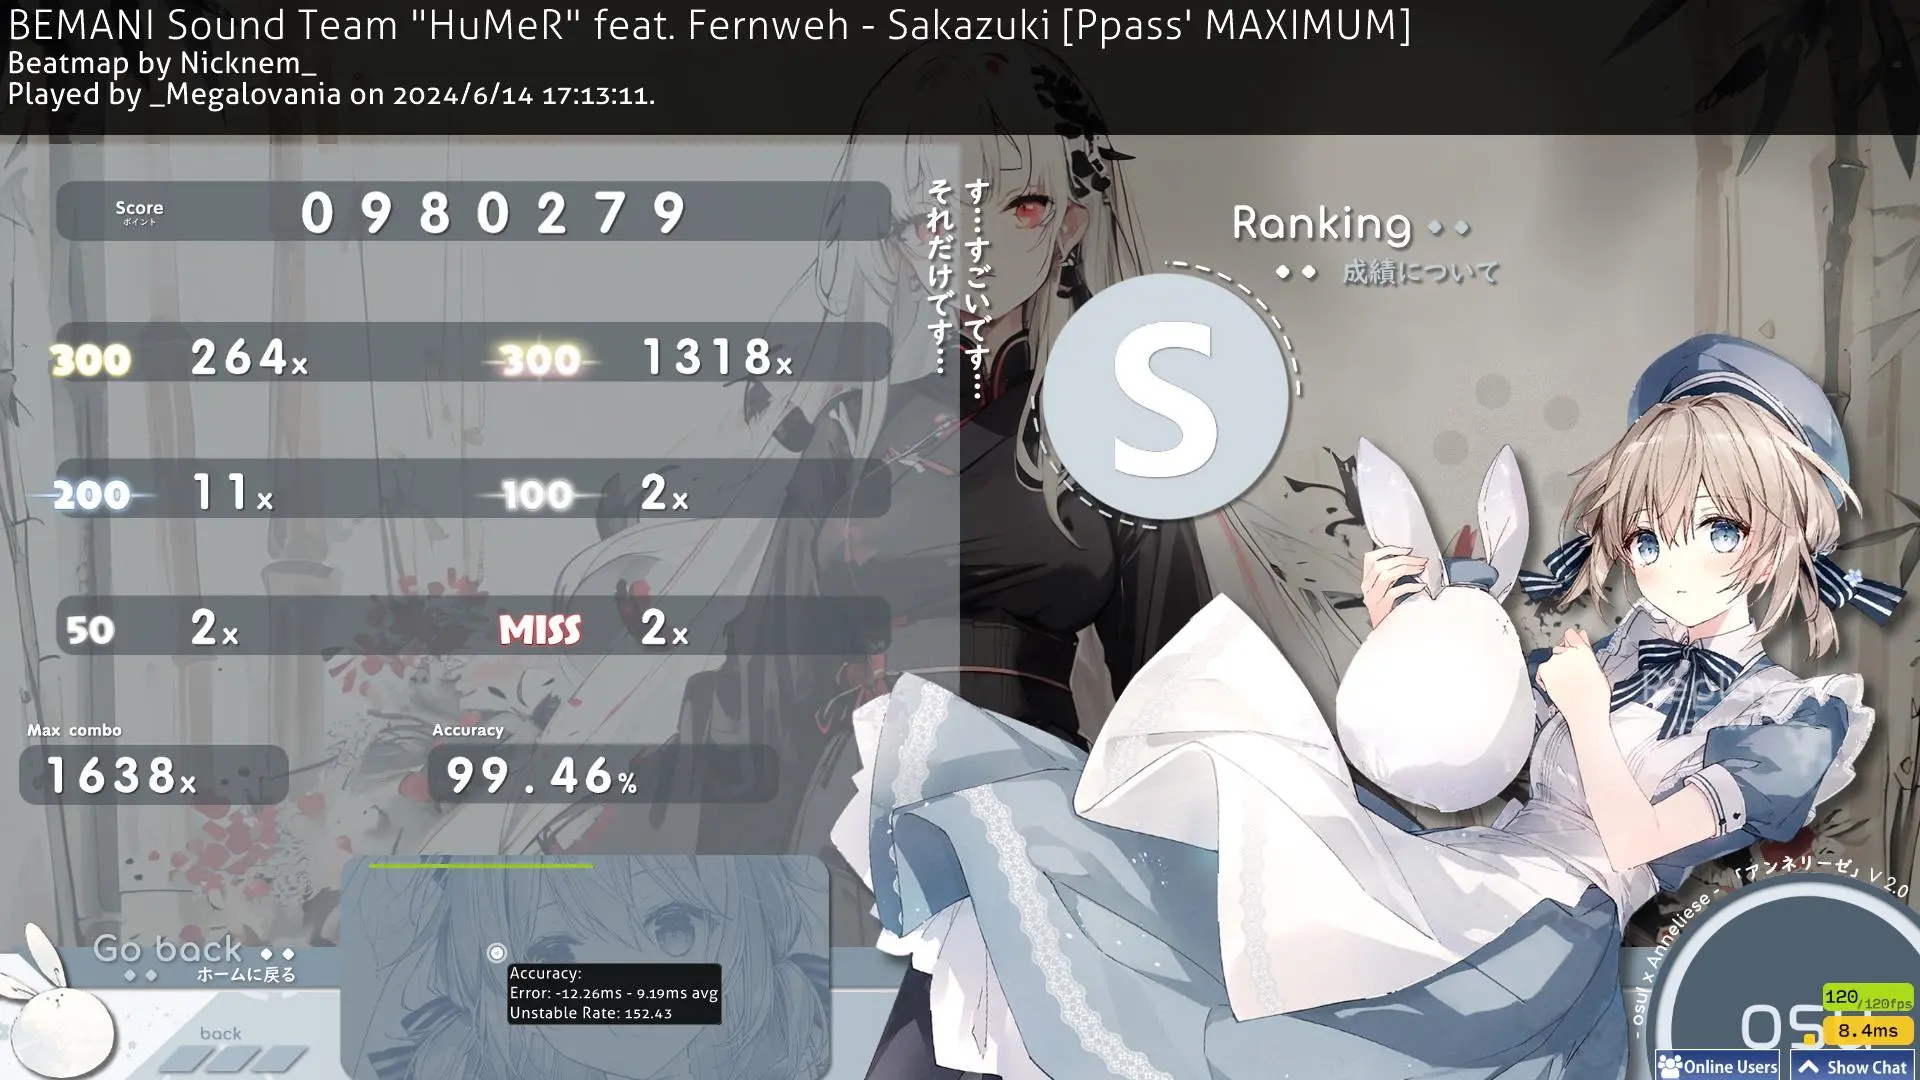 BEMANI Sound Team "HuMeR" feat. Fernweh - Sakazuki [Ppass' MAXIMUM]
Beatmap by Nicknem_
Played by _Megalovania on 2024/6/14 17:13:11.
Score
ポイント
0980279
す…すごいです…
それだけです…
Ranking
成績について
S
300 264x 300 1318x
200 11x 100 2x
50 2x MISS 2x
Max combo
1638x
Accuracy
99.46%
Replay
Go back
ホームに戻る
back
Accuracy:
Error: -12.26ms - 9.19ms avg
Unstable Rate: 152.43
- osu! x Anneliese - 「アンネリーゼ」 V 2.0
osu
120/120fps
8.4ms
Online Users
Show Chat